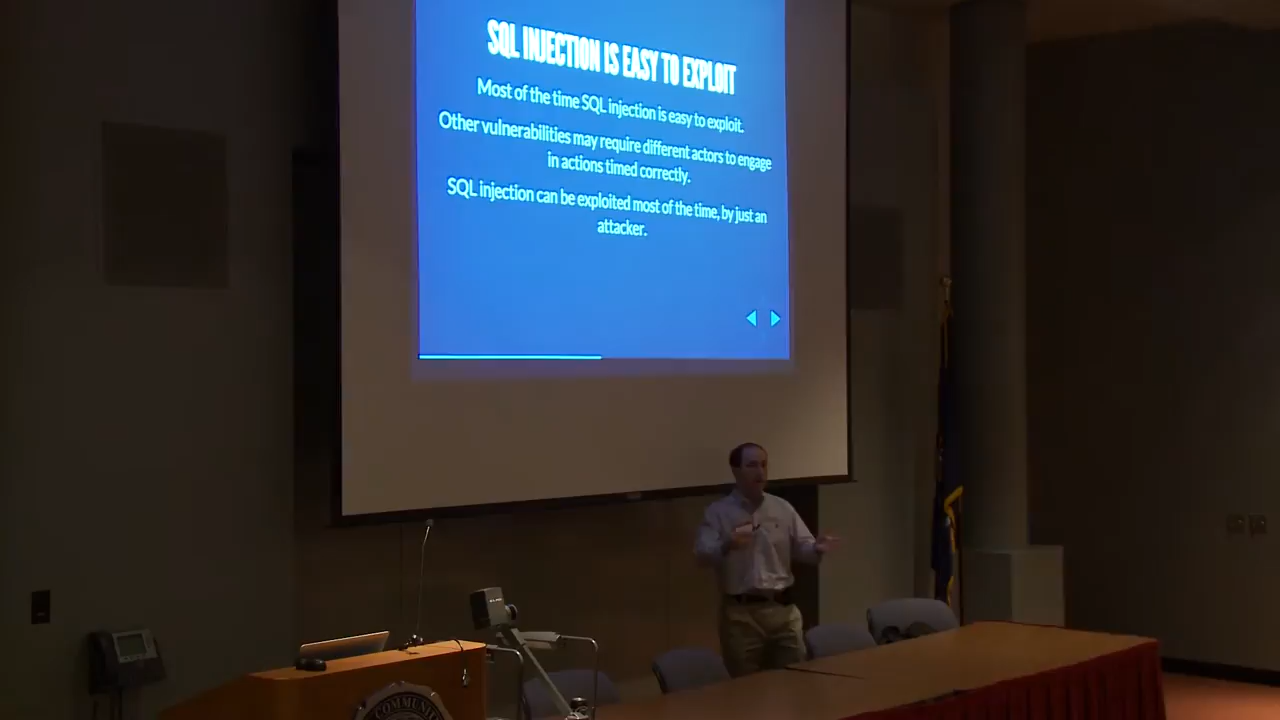 SQL INJECTION IS EASY TO EXPLOIT
Most of the time SQL injection is easy to exploit.
Other vulnerabilities may require different actors to engage
in actions timed correctly.
SQL injection can be exploited most of the time, by just an
attacker.